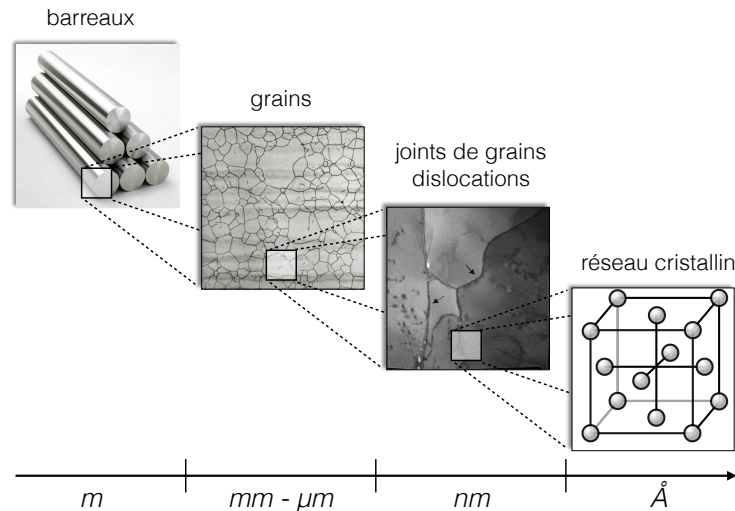 barreaux
grains
joints de grains
dislocations
réseau cristallin
m
mm - µm
nm
Å